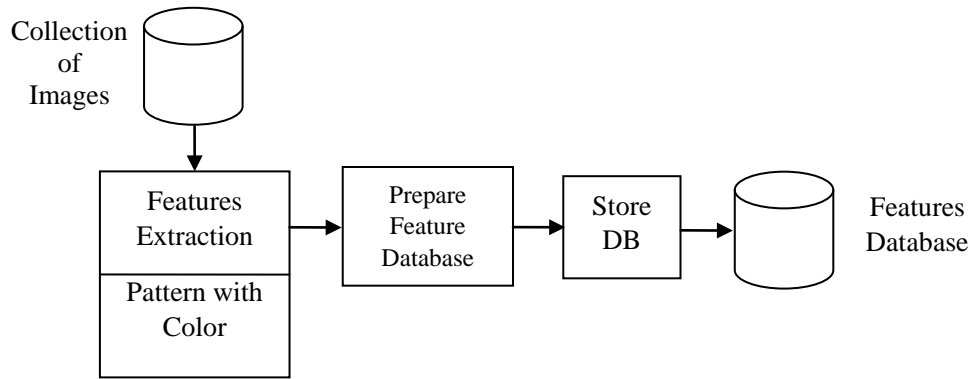 Collection
of
Images
Features
Extraction
Pattern with
Color
Prepare
Feature
Database
Store
DB
Features
Database